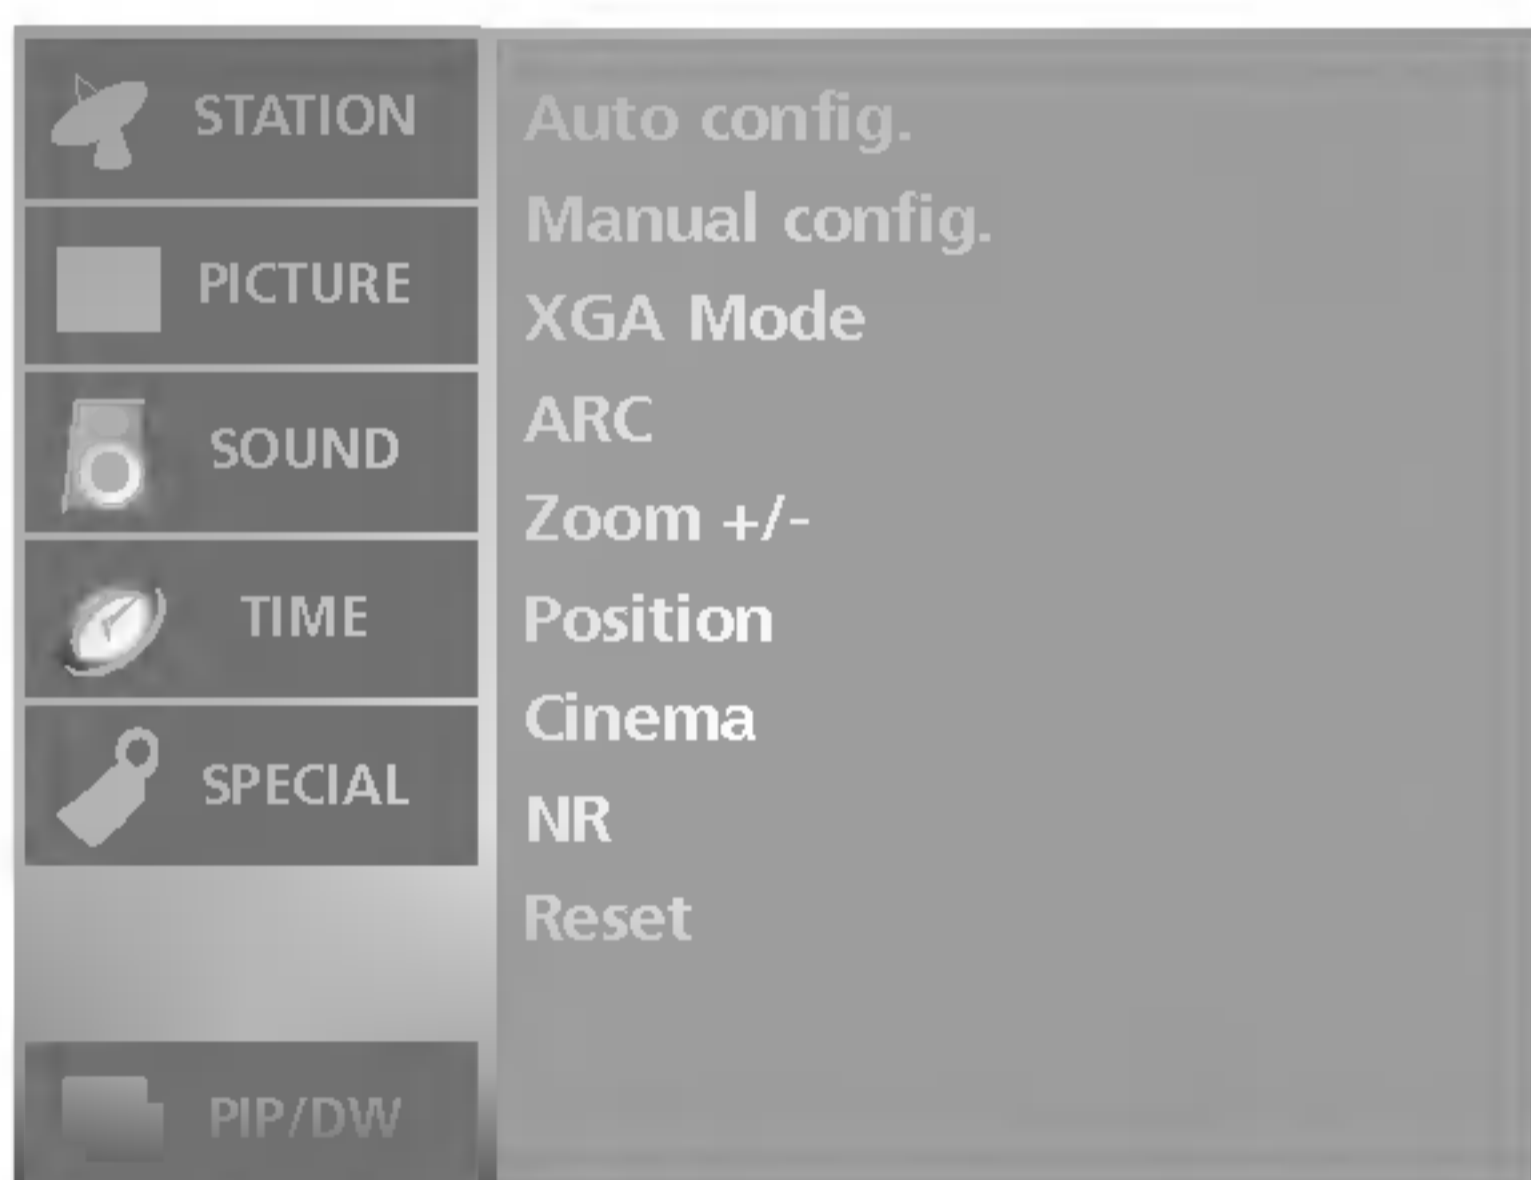 STATION
PICTURE
SOUND
TIME
SPECIAL
PIP/DW
Auto config.
Manual config.
XGA Mode
ARC
Zoom +/-
Position
Cinema
NR
Reset